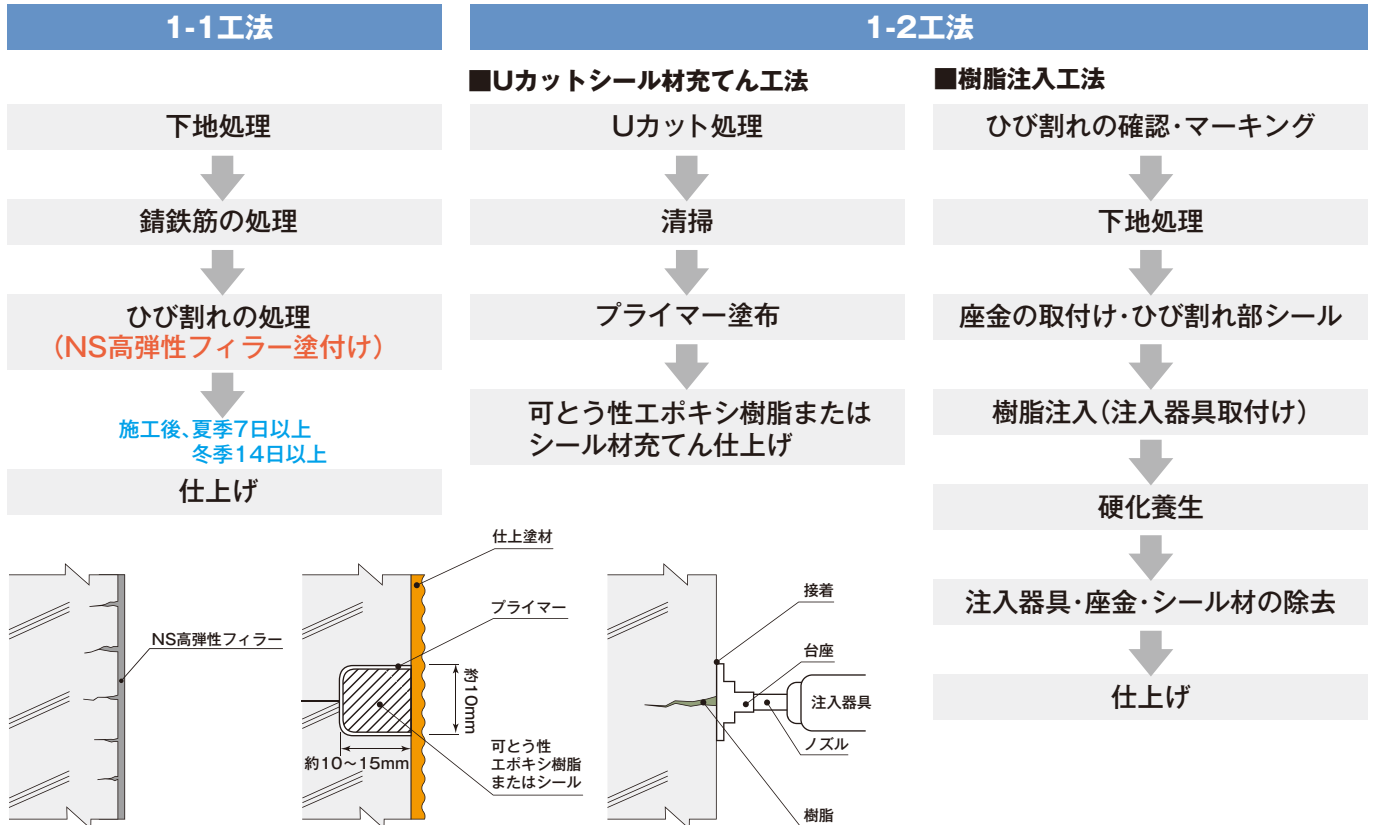 1-1工法
下地処理
錆鉄筋の処理
ひび割れの処理
（NS高弾性フィラー塗付け）
施工後、夏季7日以上
冬季14日以上
仕上げ
1-2工法
■Uカットシール材充てん工法
Uカット処理
清掃
プライマー塗布
可とう性エポキシ樹脂または
シール材充てん仕上げ
■樹脂注入工法
ひび割れの確認・マーキング
下地処理
座金の取付け・ひび割れ部シール
樹脂注入（注入器具取付け）
硬化養生
注入器具・座金・シール材の除去
仕上げ
NS高弾性フィラー
仕上塗材
プライマー
約10mm
約10～15mm
可とう性
エポキシ樹脂
またはシール
接着
台座
注入器具
ノズル
樹脂